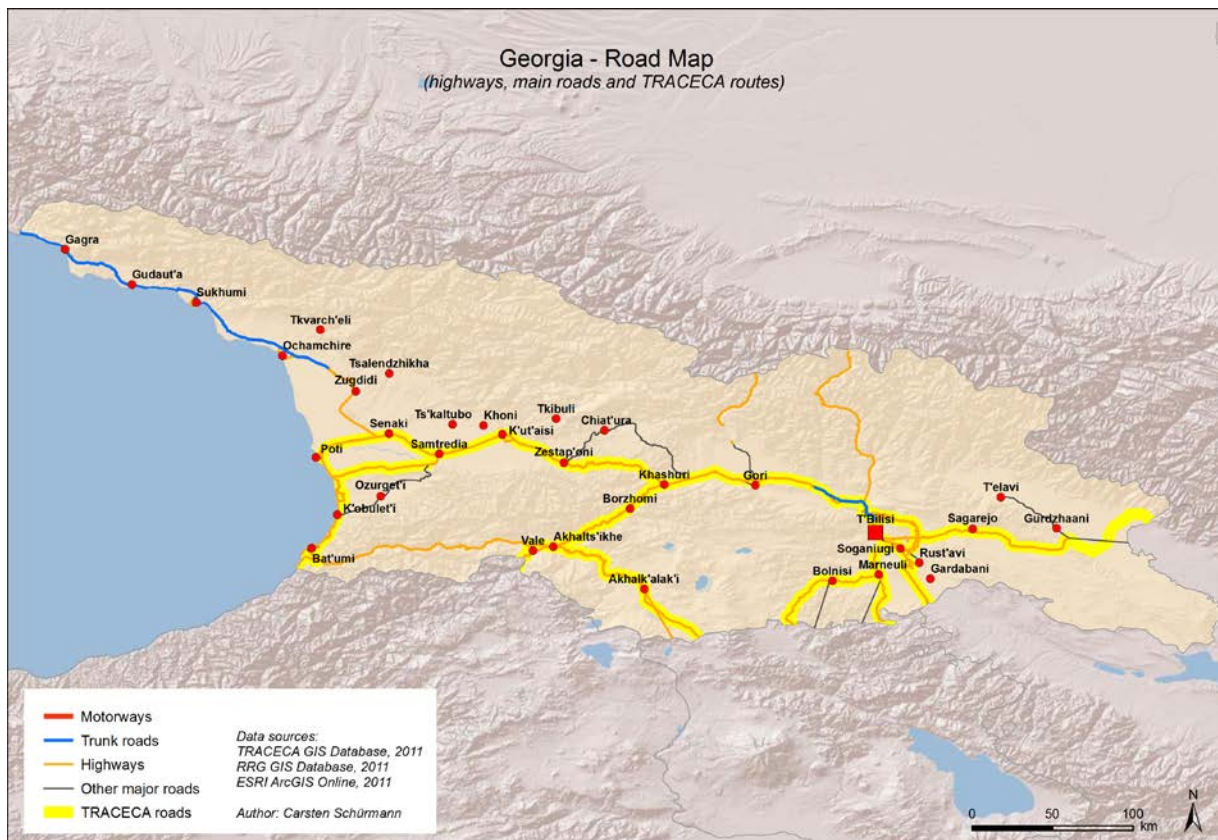 Georgia - Road Map
(highways, main roads and TRACECA routes)
Gagra
Gudaut'a
Sukhumi
Tkvarch'eli
Ochamchire
Tsalendzhikha
Zugdidi
Ts'kaltubo
Khoni
Tkibuli
Chiat'ura
Senaki
K'ut'aisi
Samtredia
Poti
Zestap'oni
Khashuri
Gori
Ozurget'i
K'obulet'i
Borzhomi
T'elavi
T'Bilisi
Sagarejo
Gurdzhaani
Bat'umi
Vale
Akhalts'ikhe
Soganlugi
Rust'avi
Marneuli
Gardabani
Bolnisi
Akhalk'alak'i
Motorways
Trunk roads
Highways
Other major roads
TRACECA roads
Data sources:
TRACECA GIS Database, 2011
RRG GIS Database, 2011
ESRI ArcGIS Online, 2011
Author: Carsten Schürmann
N
0 50 100
km